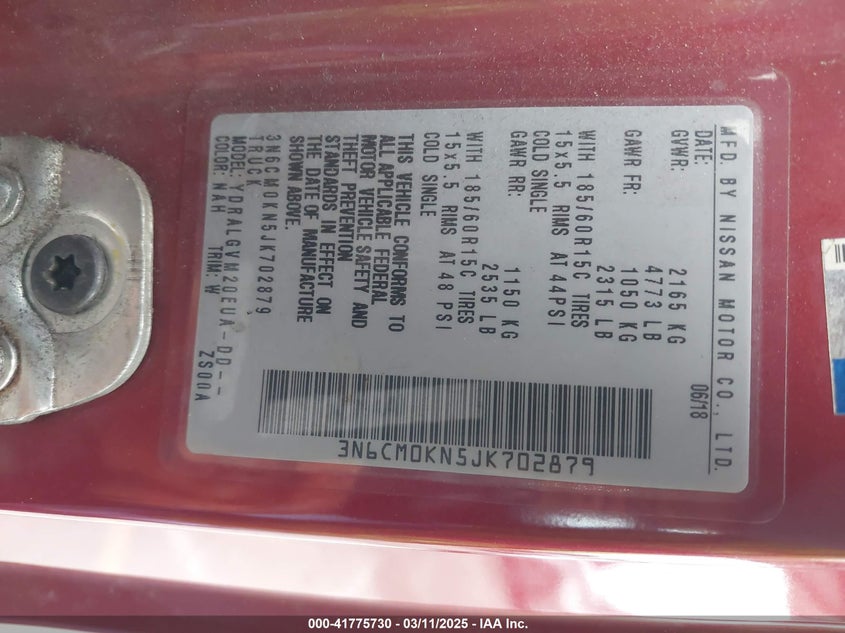 MFD. BY NISSAN MOTOR CO., LTD.
DATE: 06/18
GVWR: 2165 KG
4773 LB
GAWR FR: 1050 KG
2315 LB
WITH 185/60R15C TIRES
15x5.5 RIMS AT 44PSI
COLD SINGLE
GAWR RR: 1150 KG
2535 LB
WITH 185/60R15C TIRES
15x5.5 RIMS AT 48 PSI
COLD SINGLE
THIS VEHICLE CONFORMS TO
ALL APPLICABLE FEDERAL
MOTOR VEHICLE SAFETY AND
THEFT PREVENTION
STANDARDS IN EFFECT ON
THE DATE OF MANUFACTURE
SHOWN ABOVE.
3N6CM0KN5JK702879
TRUCK
MODEL: YDRALGVM20EUA-DD--
COLOR: NAH TRIM: W ZS00A
3N6CM0KN5JK702879
000-41775730 - 03/11/2025 - IAA Inc.